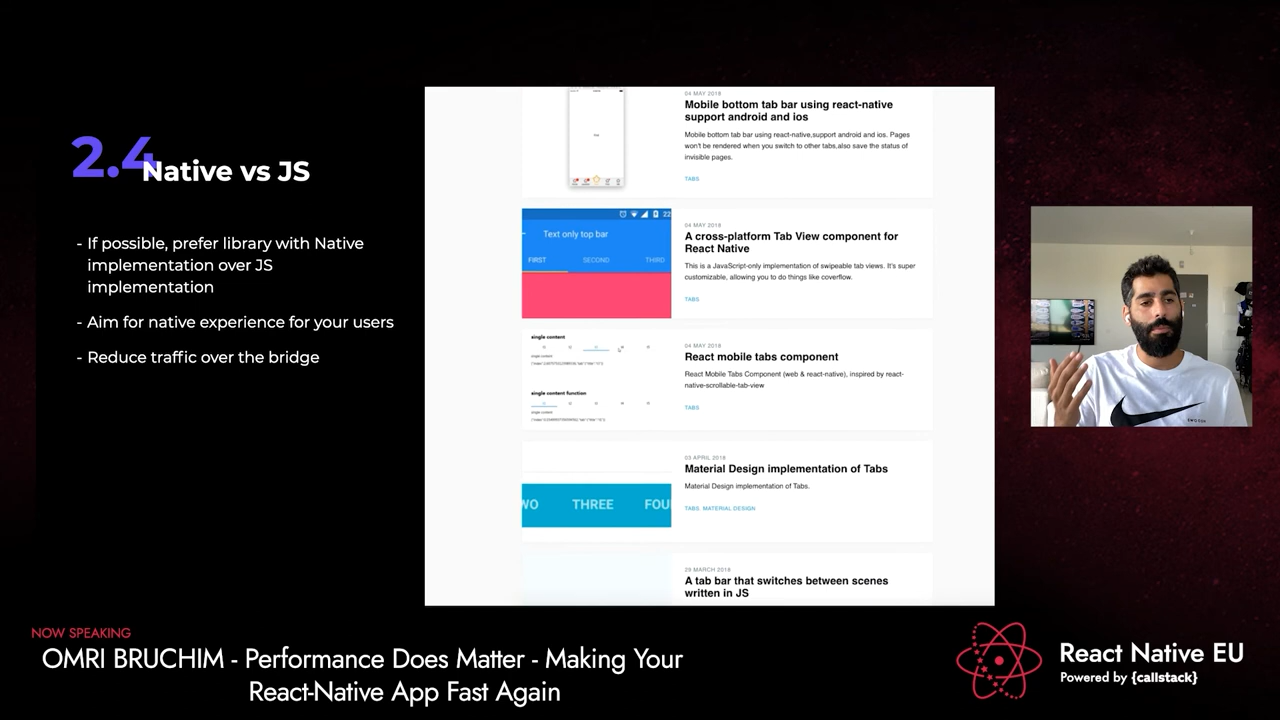 2.4
Native vs JS
- If possible, prefer library with Native
implementation over JS
implementation
- Aim for native experience for your users
- Reduce traffic over the bridge
04 MAY 2018
Mobile bottom tab bar using react-native
support android and ios
Mobile bottom tab bar using react-native,support android and ios. Pages
won't be rendered when you switch to other tabs,also save the status of
invisible pages.
TABS
22
Text only top bar
FIRST SECOND THIRD
04 MAY 2018
A cross-platform Tab View component for
React Native
This is a JavaScript-only implementation of swipeable tab views. It's super
customizable, allowing you to do things like coverflow.
TABS
single content
single content
single content function
single content
04 MAY 2018
React mobile tabs component
React Mobile Tabs Component (web & react-native), inspired by react-
native-scrollable-tab-view
TABS
WO THREE FOU
03 APRIL 2018
Material Design implementation of Tabs
Material Design implementation of Tabs.
TABS MATERIAL DESIGN
29 MARCH 2018
A tab bar that switches between scenes
written in JS
NOW SPEAKING
OMRI BRUCHIM - Performance Does Matter - Making Your
React-Native App Fast Again
React Native EU
Powered by {callstack}